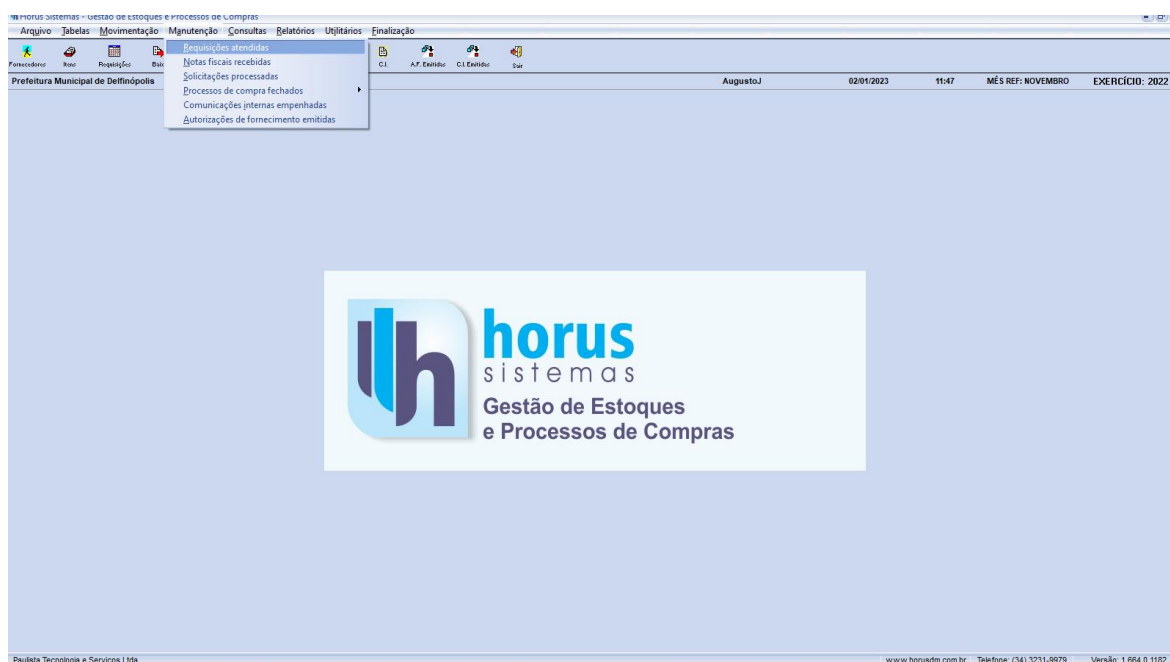 Horus Sistemas - Gestão de Estoques e Processos de Compras
Arquivo Tabelas Movimentação Manutenção Consultas Relatórios Utilitários Finalização
Fornecedores Itens Requisições C.I. A.F. Emitidas C.I. Emitidas Sair
Requisições atendidas
Notas fiscais recebidas
Solicitações processadas
Processos de compra fechados
Comunicações internas empenhadas
Autorizações de fornecimento emitidas
Prefeitura Municipal de Delfinópolis AugustoJ 02/01/2023 11:47 MÊS REF: NOVEMBRO EXERCÍCIO: 2022
horus
sistemas
Gestão de Estoques
e Processos de Compras
Paulista Tecnologia e Serviços Ltda www.horusdm.com.br Telefone: (34) 3231-9979 Versão: 1.664.0.1182